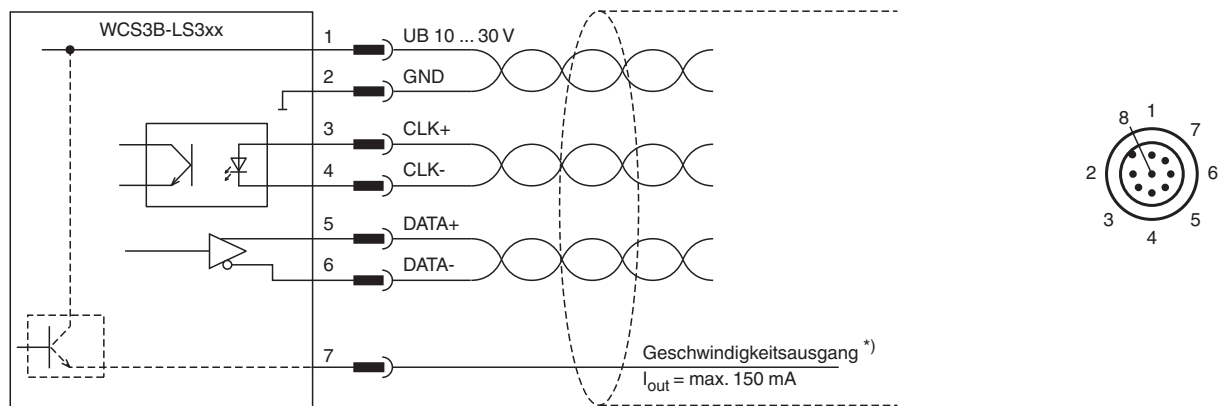 WCS3B-LS3xx
1 UB 10 ... 30 V
2 GND
3 CLK+
4 CLK-
5 DATA+
6 DATA-
7 Geschwindigkeitsausgang *)
Iout = max. 150 mA
8 1 7
2 6
3 5
4